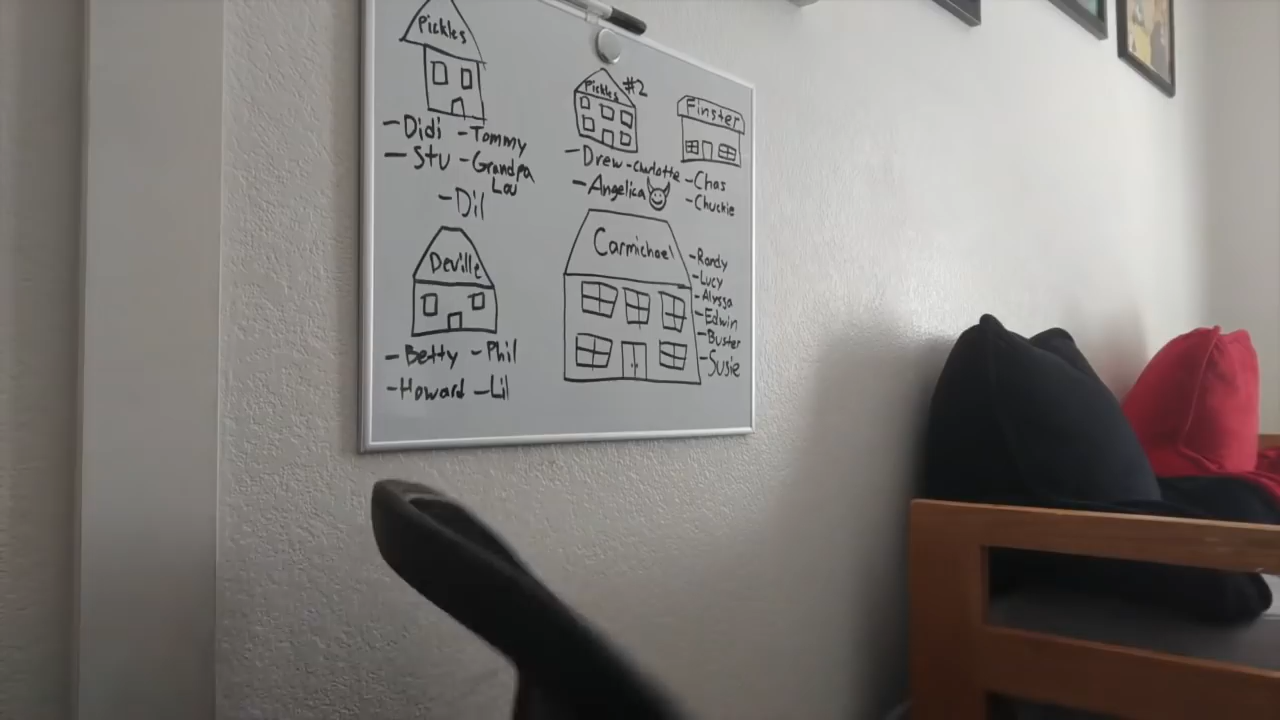 Pickles
-Didi -Tommy
-Stu -Grandpa
Lou
-Dil
Pickles #2
-Drew -Charlotte
-Angelica
Finster
-Chas
-Chuckie
Deville
-Betty -Phil
-Howard -Lil
Carmichael
-Randy
-Lucy
-Alyssa
-Edwin
-Buster
-Susie